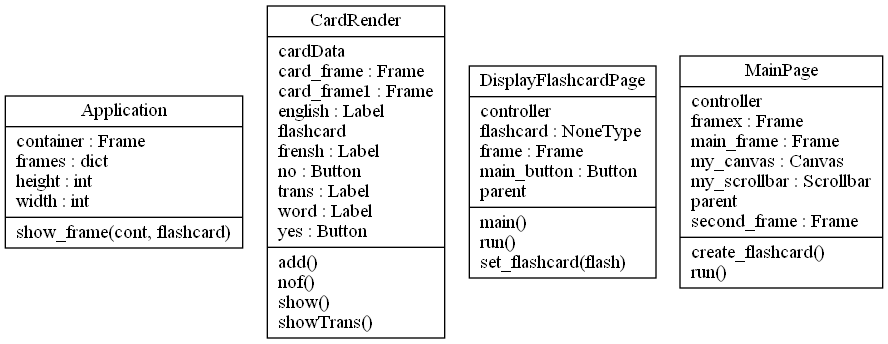 Application
container : Frame
frames : dict
height : int
width : int
show_frame(cont, flashcard)
CardRender
cardData
card_frame : Frame
card_frame1 : Frame
english : Label
flashcard
frensh : Label
no : Button
trans : Label
word : Label
yes : Button
add()
nof()
show()
showTrans()
DisplayFlashcardPage
controller
flashcard : NoneType
frame : Frame
main_button : Button
parent
main()
run()
set_flashcard(flash)
MainPage
controller
framex : Frame
main_frame : Frame
my_canvas : Canvas
my_scrollbar : Scrollbar
parent
second_frame : Frame
create_flashcard()
run()